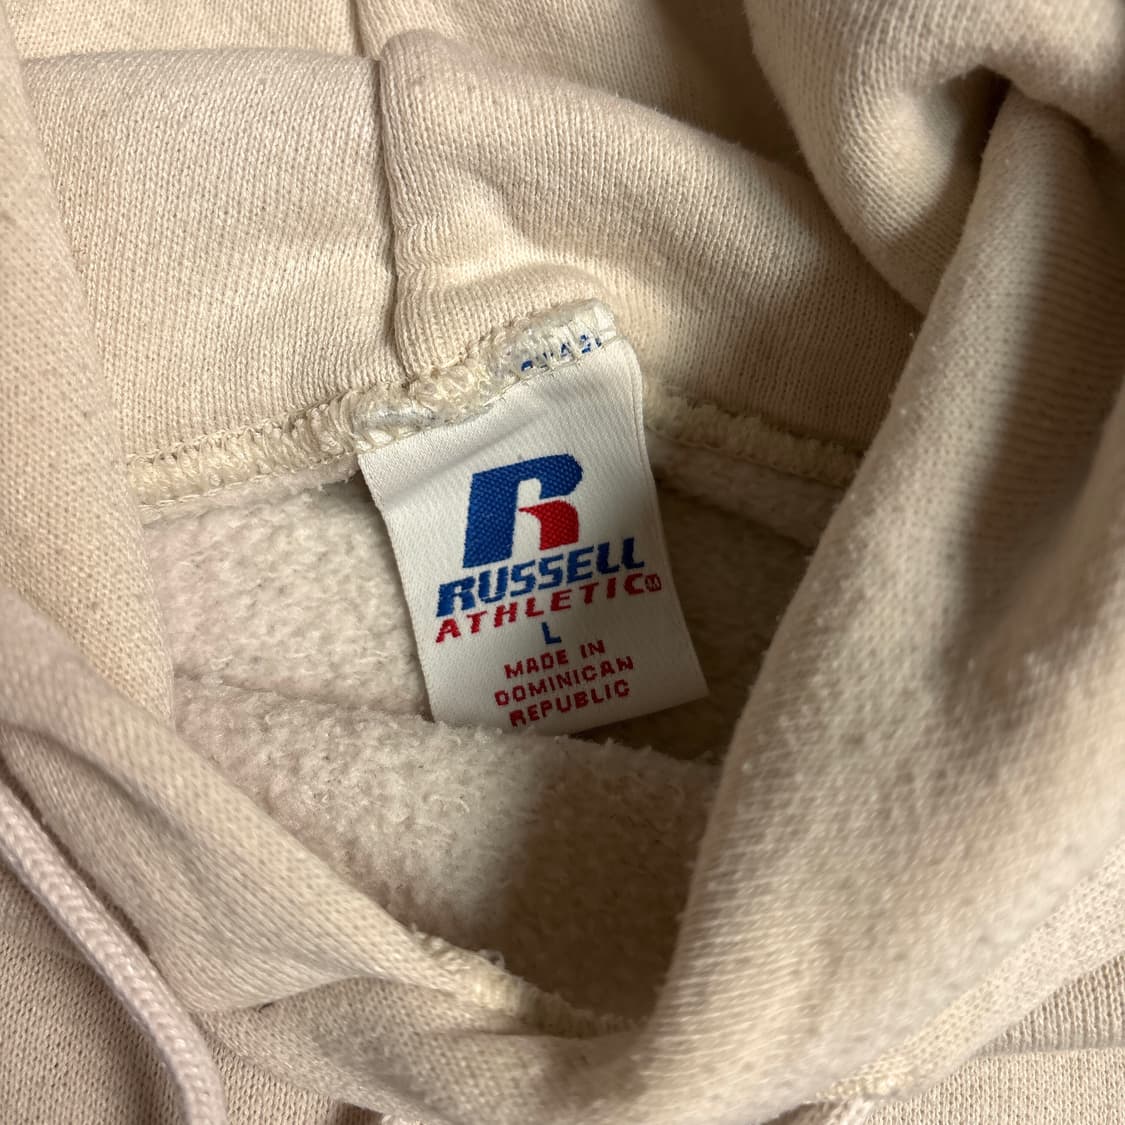 R
RUSSELL
ATHLETIC
L
MADE IN
DOMINICAN
REPUBLIC